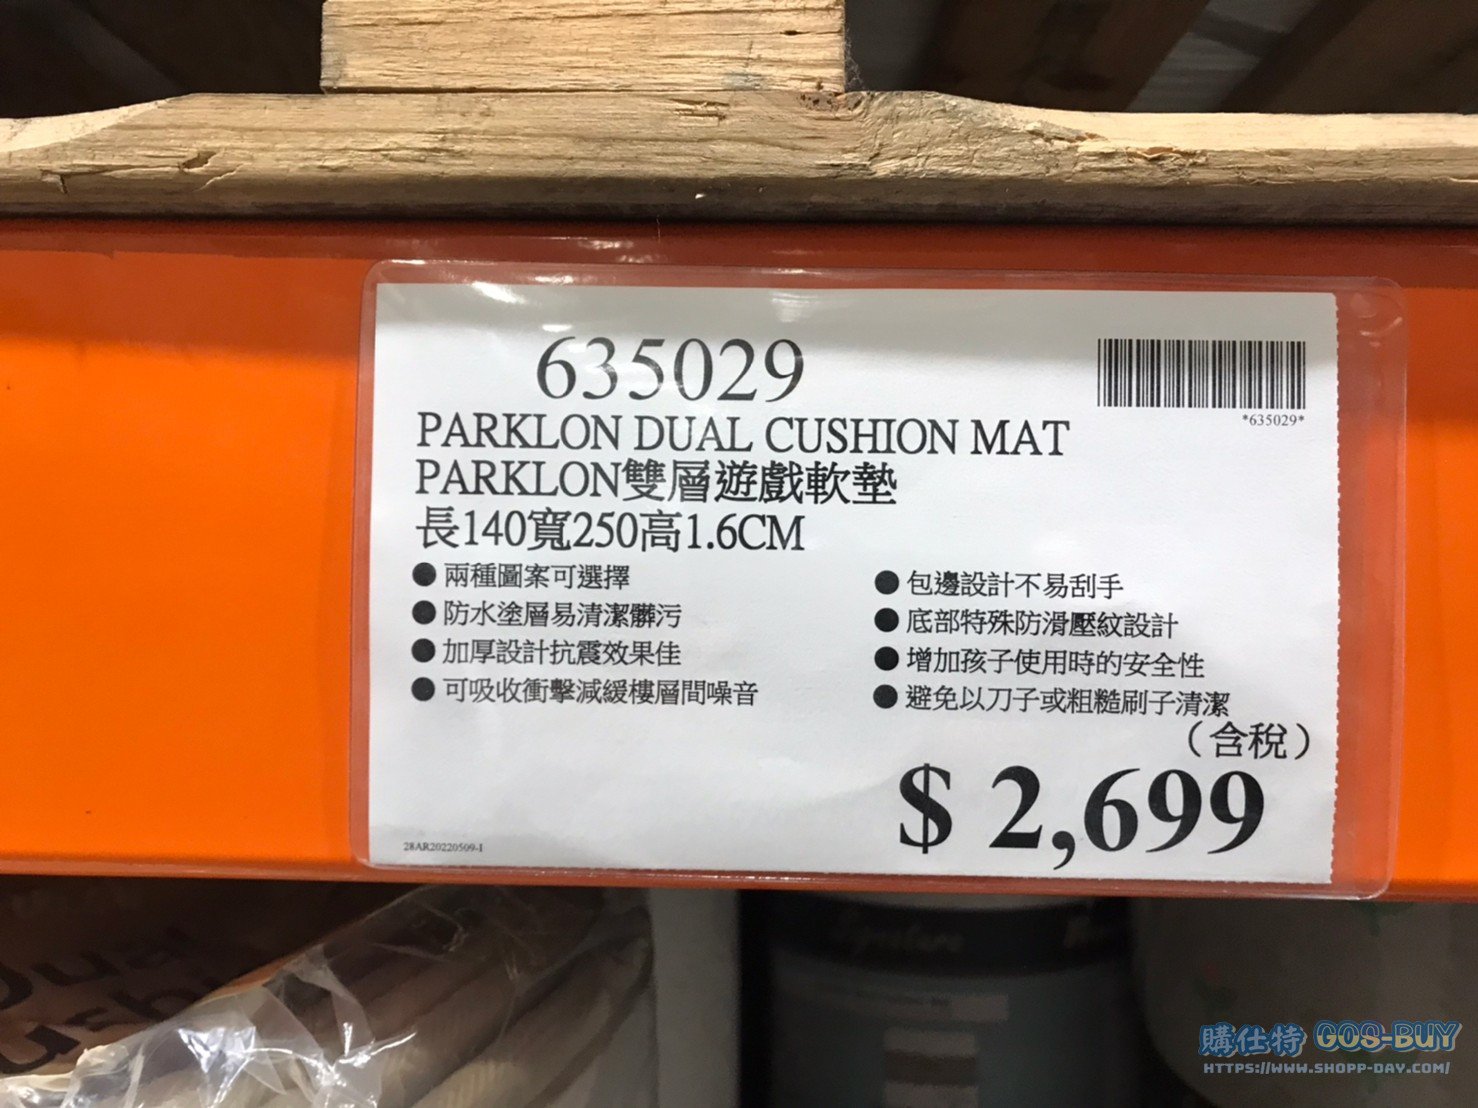 635029
*635029*
PARKLON DUAL CUSHION MAT
PARKLON雙層遊戲軟墊
長140寬250高1.6CM
● 兩種圖案可選擇
● 防水塗層易清潔髒污
● 加厚設計抗震效果佳
● 可吸收衝擊減緩樓層間噪音
● 包邊設計不易刮手
● 底部特殊防滑壓紋設計
● 增加孩子使用時的安全性
● 避免以刀子或粗糙刷子清潔
（含稅）
$ 2,699
28AR20220509-1
Signature
購仕特 GOS-BUY
HTTPS://WWW.SHOPP-DAY.COM/